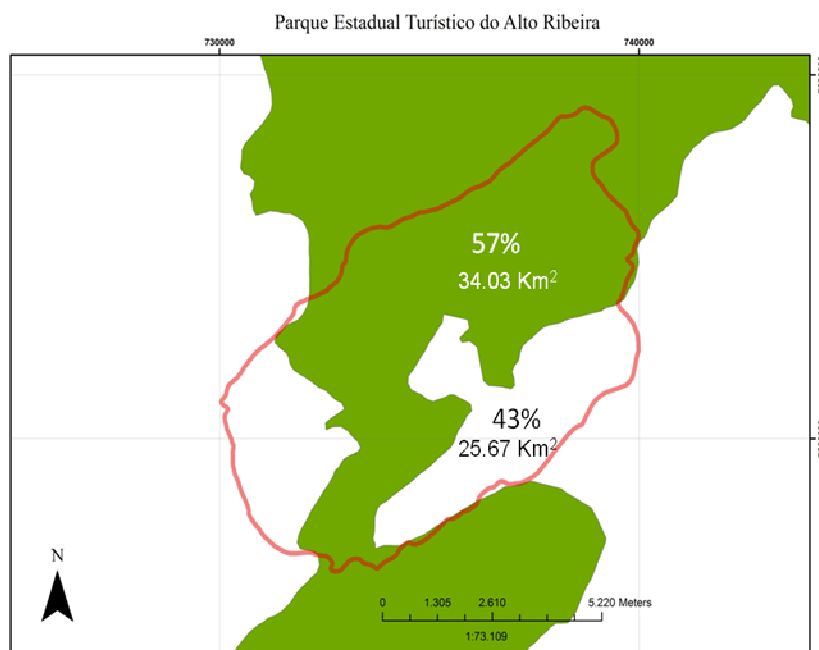 Parque Estadual Turístico do Alto Ribeira
730000 740000
57%
34.03 Km²
43%
25.67 Km²
N
0 1.305 2.610 5.220 Meters
1:73.109